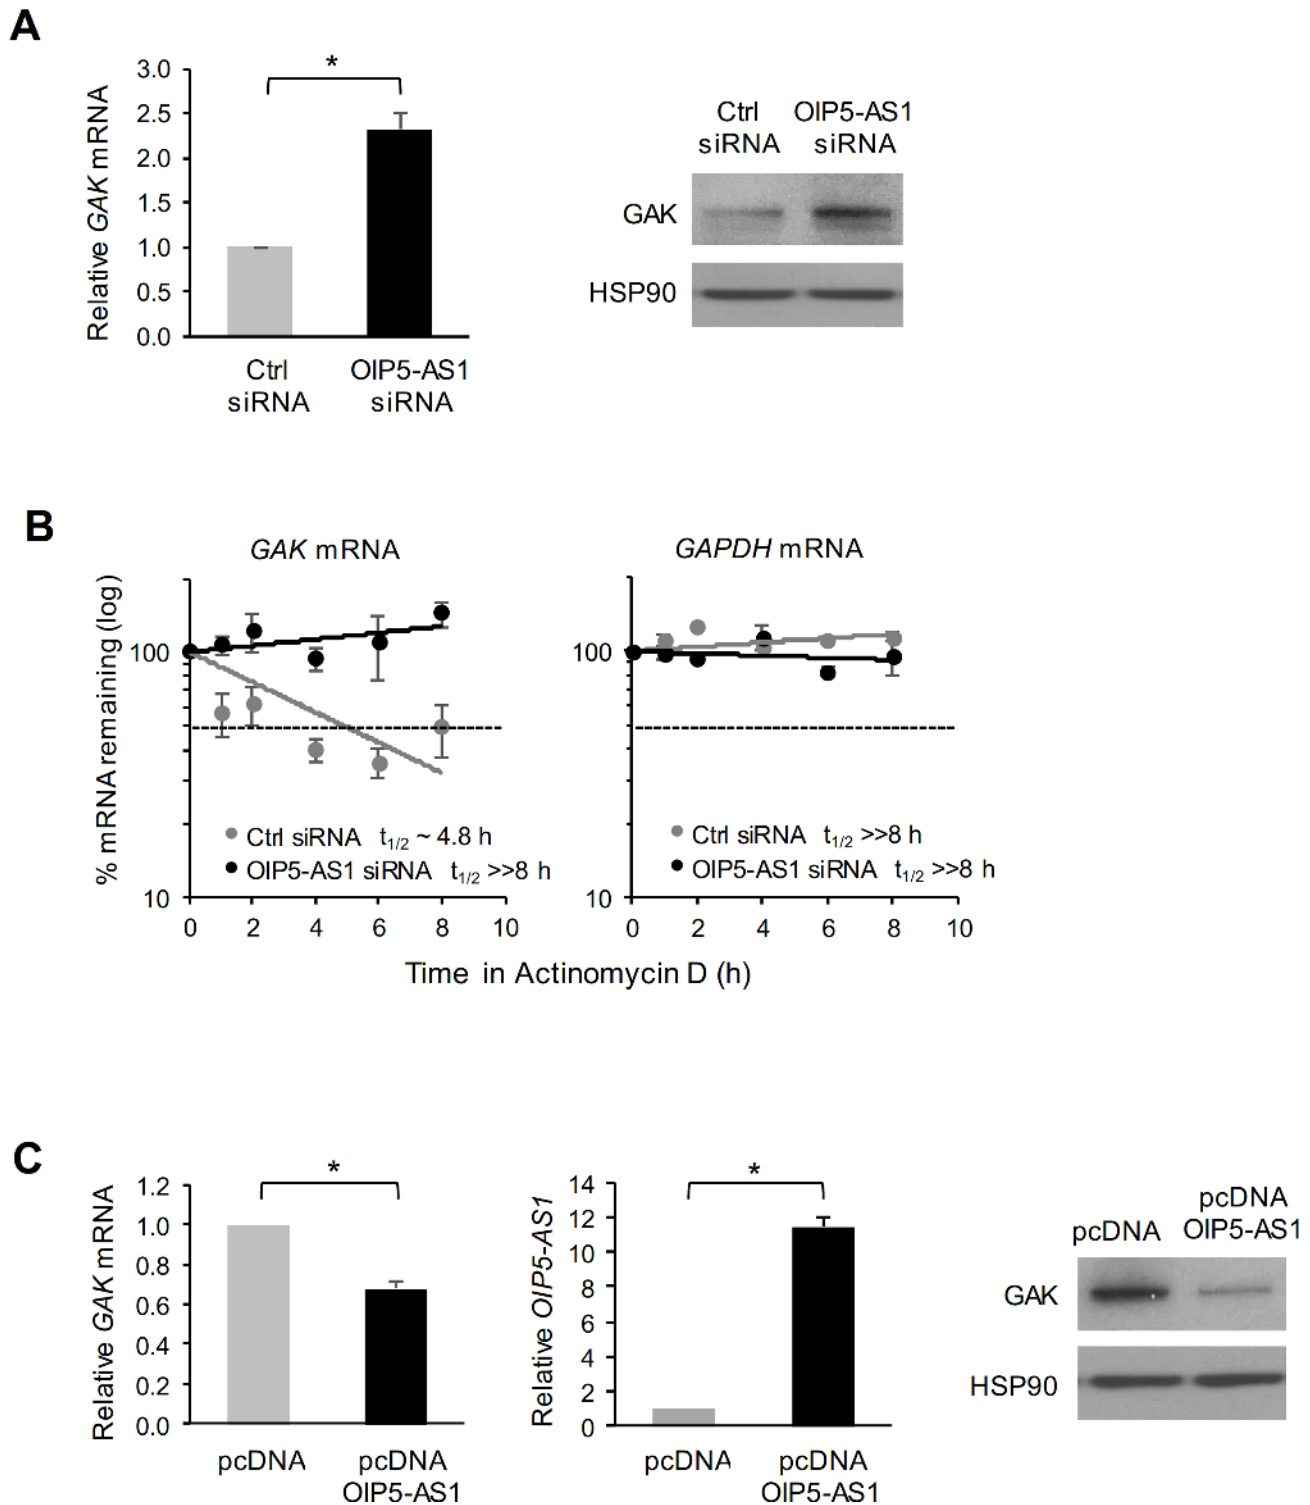 A
*
3.0
2.5
2.0
1.5
1.0
0.5
0.0
Relative GAK mRNA
Ctrl
siRNA
OIP5-AS1
siRNA
Ctrl
siRNA
OIP5-AS1
siRNA
GAK
HSP90
B
GAK mRNA
% mRNA remaining (log)
100
10
Ctrl siRNA t1/2 ~ 4.8 h
OIP5-AS1 siRNA t1/2 >>8 h
0 2 4 6 8 10
GAPDH mRNA
100
10
Ctrl siRNA t1/2 >>8 h
OIP5-AS1 siRNA t1/2 >>8 h
0 2 4 6 8 10
Time in Actinomycin D (h)
C
*
1.2
1.0
0.8
0.6
0.4
0.2
0.0
Relative GAK mRNA
pcDNA
pcDNA
OIP5-AS1
*
14
12
10
8
6
4
2
0
Relative OIP5-AS1
pcDNA
pcDNA
OIP5-AS1
pcDNA
pcDNA
OIP5-AS1
GAK
HSP90